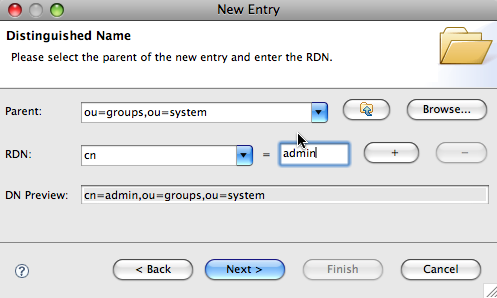 New Entry
Distinguished Name
Please select the parent of the new entry and enter the RDN.
Parent: ou=groups,ou=system Browse...
RDN: cn = admin + −
DN Preview: cn=admin,ou=groups,ou=system
? < Back Next > Finish Cancel